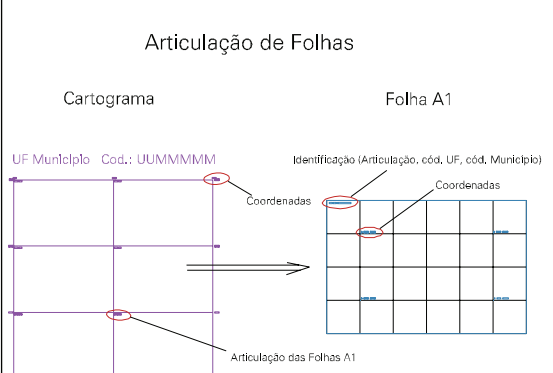 Articulação de Folhas
Cartograma
Folha A1
UF Município Cod.: UUMMMMM
Identificação (Articulação, cód. UF, cód. Município)
Coordenadas
Coordenadas
Articulação das Folhas A1